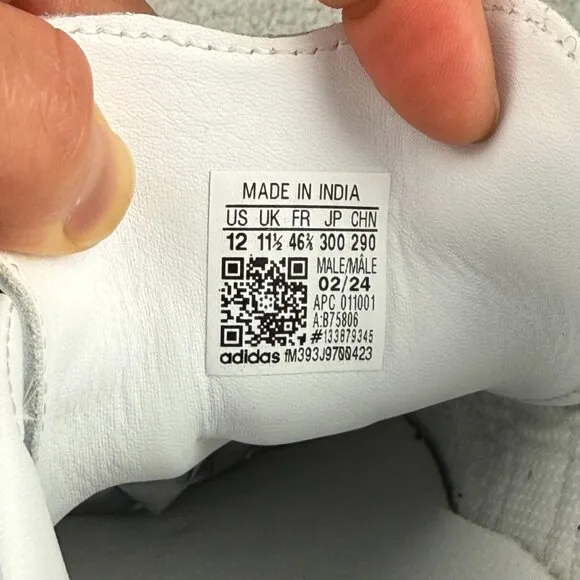 MADE IN INDIA
US UK FR JP CHN
12 11½ 46⅔ 300 290
MALE/MÂLE
02/24
APC 011001
A:B75806
#133679345
adidas fM393J9700423